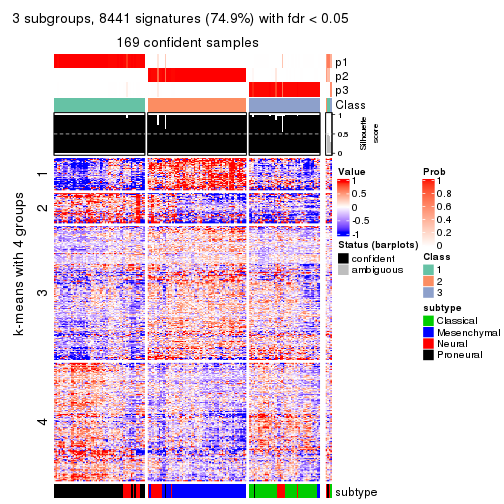 3 subgroups, 8441 signatures (74.9%) with fdr < 0.05
169 confident samples
p1
p2
p3
Class
1
0.5
0
Silhouette
score
k-means with 4 groups
1
2
3
4
subtype
Value
1
0.5
0
-0.5
-1
Status (barplots)
confident
ambiguous
Prob
1
0.8
0.6
0.4
0.2
0
Class
1
2
3
subtype
Classical
Mesenchymal
Neural
Proneural